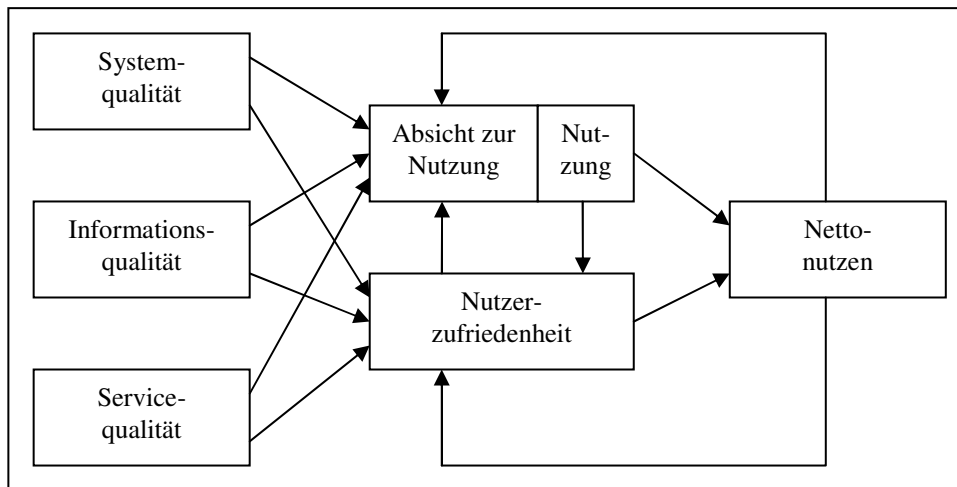 System-
qualität
Absicht zur
Nutzung
Nut-
zung
Informations-
qualität
Netto-
nutzen
Nutzer-
zufriedenheit
Service-
qualität